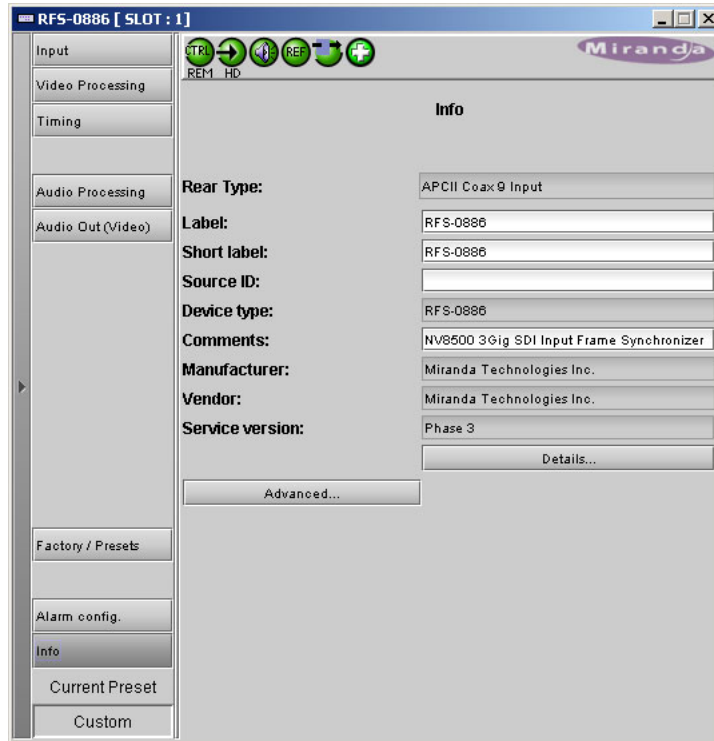 RFS-0886 [ SLOT : 1]
Input
Video Processing
Timing
Audio Processing
Audio Out (Video)
Factory / Presets
Alarm config.
Info
Current Preset
Custom
CTRL REF
REM HD
Miranda
Info
Rear Type: APCII Coax 9 Input
Label: RFS-0886
Short label: RFS-0886
Source ID:
Device type: RFS-0886
Comments: NV8500 3Gig SDI Input Frame Synchronizer
Manufacturer: Miranda Technologies Inc.
Vendor: Miranda Technologies Inc.
Service version: Phase 3
Details...
Advanced...